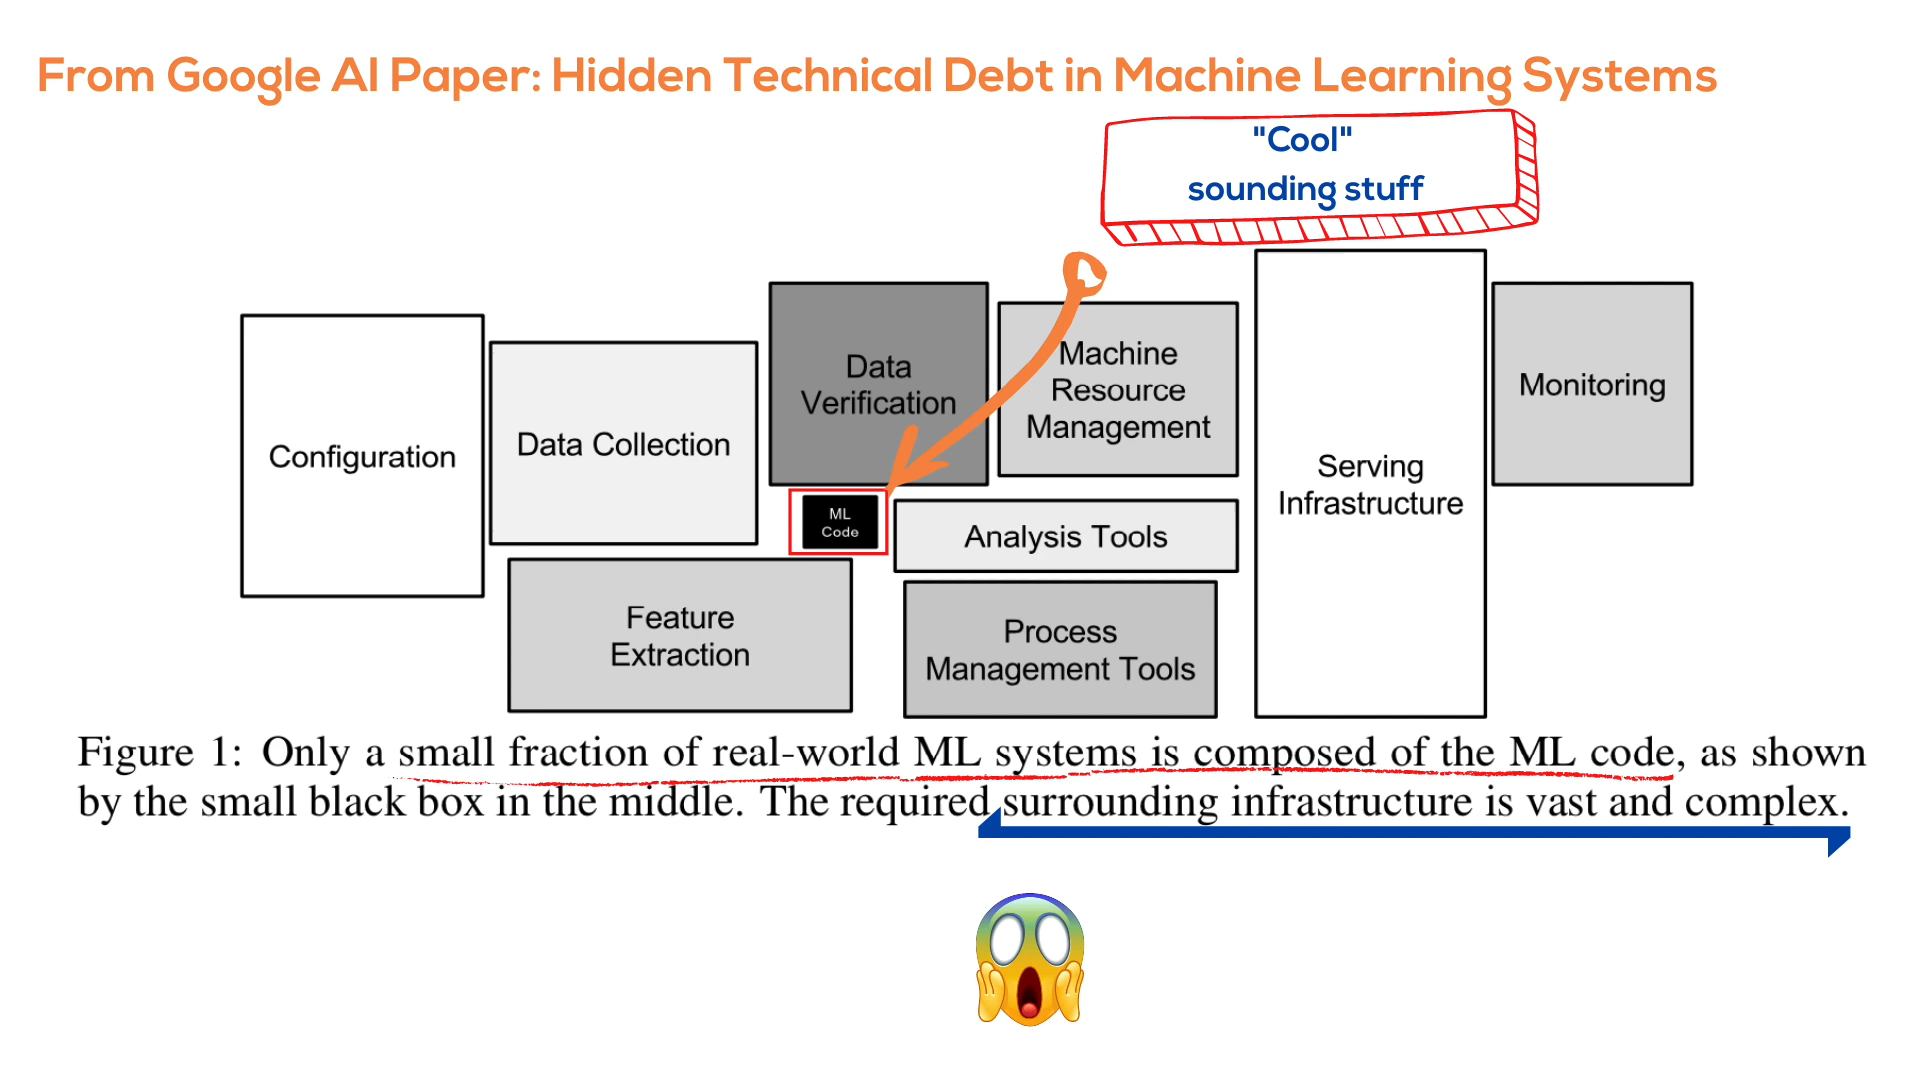 From Google AI Paper: Hidden Technical Debt in Machine Learning Systems
"Cool"
sounding stuff
Configuration
Data Collection
Data
Verification
Machine
Resource
Management
Serving
Infrastructure
Monitoring
ML
Code
Analysis Tools
Feature
Extraction
Process
Management Tools
Figure 1: Only a small fraction of real-world ML systems is composed of the ML code, as shown
by the small black box in the middle. The required surrounding infrastructure is vast and complex.